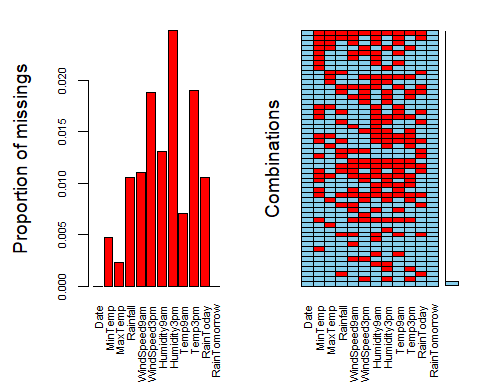 Proportion of missings
0.000
0.005
0.010
0.015
0.020
Date
MinTemp
MaxTemp
Rainfall
WindSpeed9am
WindSpeed3pm
Humidity9am
Humidity3pm
Temp9am
Temp3pm
RainToday
RainTomorrow
Combinations
Date
MinTemp
MaxTemp
Rainfall
WindSpeed9am
WindSpeed3pm
Humidity9am
Humidity3pm
Temp9am
Temp3pm
RainToday
RainTomorrow